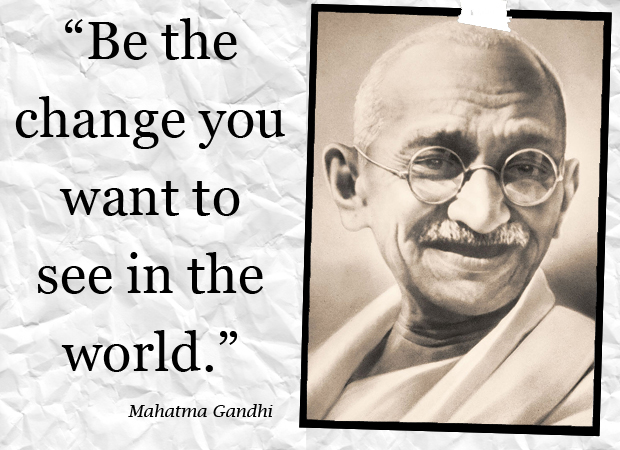 “Be the
change you
want to
see in the
world.”
Mahatma Gandhi